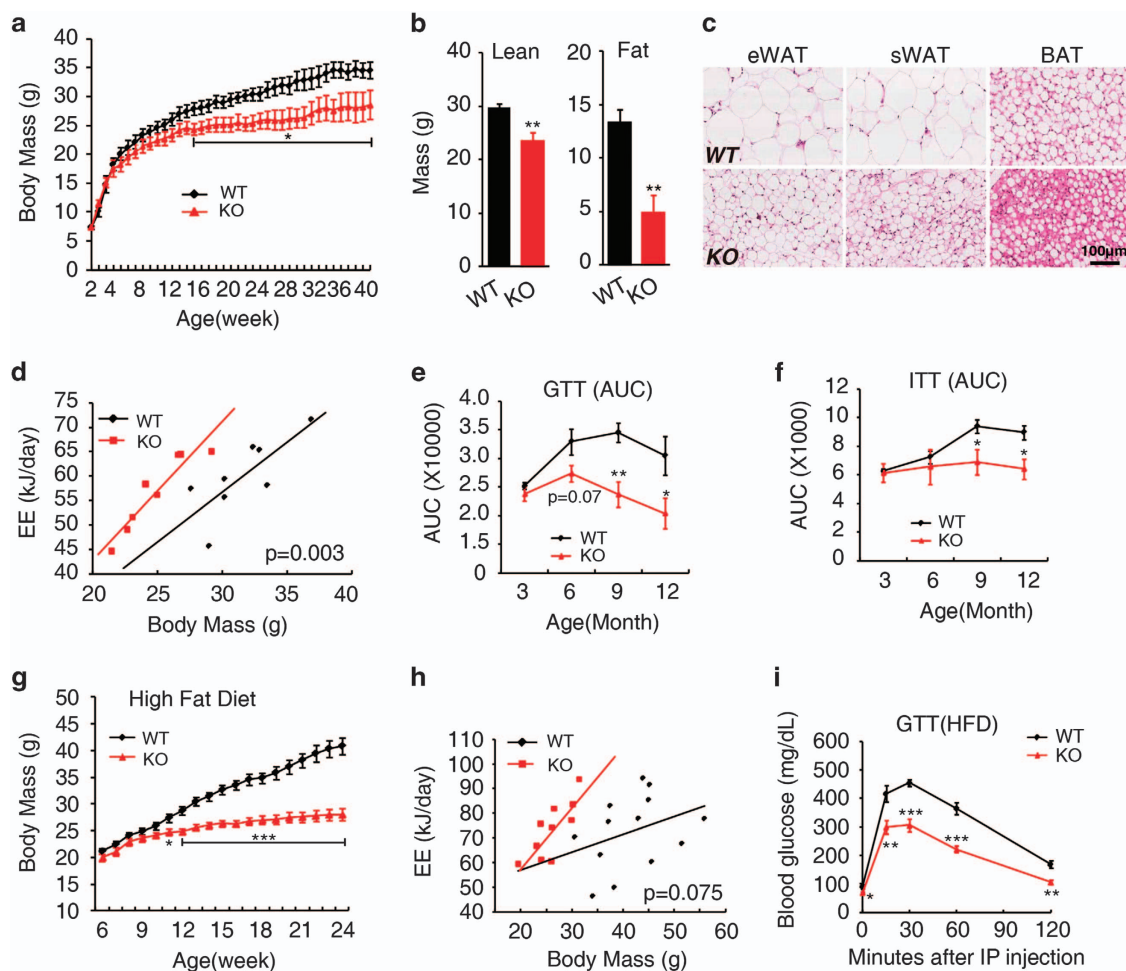 a
Body Mass (g)
40
35
30
25
20
15
10
5
0
WT
KO
*
2 4 8 12 16 20 24 28 32 36 40
Age(week)
b
Lean
Fat
Mass (g)
40
30
20
10
0
**
WT KO
20
15
10
5
0
**
WT KO
c
eWAT sWAT BAT
WT
KO
100µm
d
EE (kJ/day)
75
70
65
60
55
50
45
40
WT
KO
p=0.003
20 25 30 35 40
Body Mass (g)
e
GTT (AUC)
AUC (X10000)
4.0
3.5
3.0
2.5
2.0
1.5
1.0
0.5
0
p=0.07
**
*
WT
KO
3 6 9 12
Age(Month)
f
ITT (AUC)
AUC (X1000)
12
10
8
6
4
2
0
*
*
WT
KO
3 6 9 12
Age(Month)
g
High Fat Diet
Body Mass (g)
50
45
40
35
30
25
20
15
10
WT
KO
*
***
6 9 12 15 18 21 24
Age(week)
h
EE (kJ/day)
110
100
90
80
70
60
50
40
WT
KO
p=0.075
20 30 40 50 60
Body Mass (g)
i
GTT(HFD)
Blood glucose (mg/dL)
600
500
400
300
200
100
0
WT
KO
*
**
***
***
**
0 30 60 90 120
Minutes after IP injection